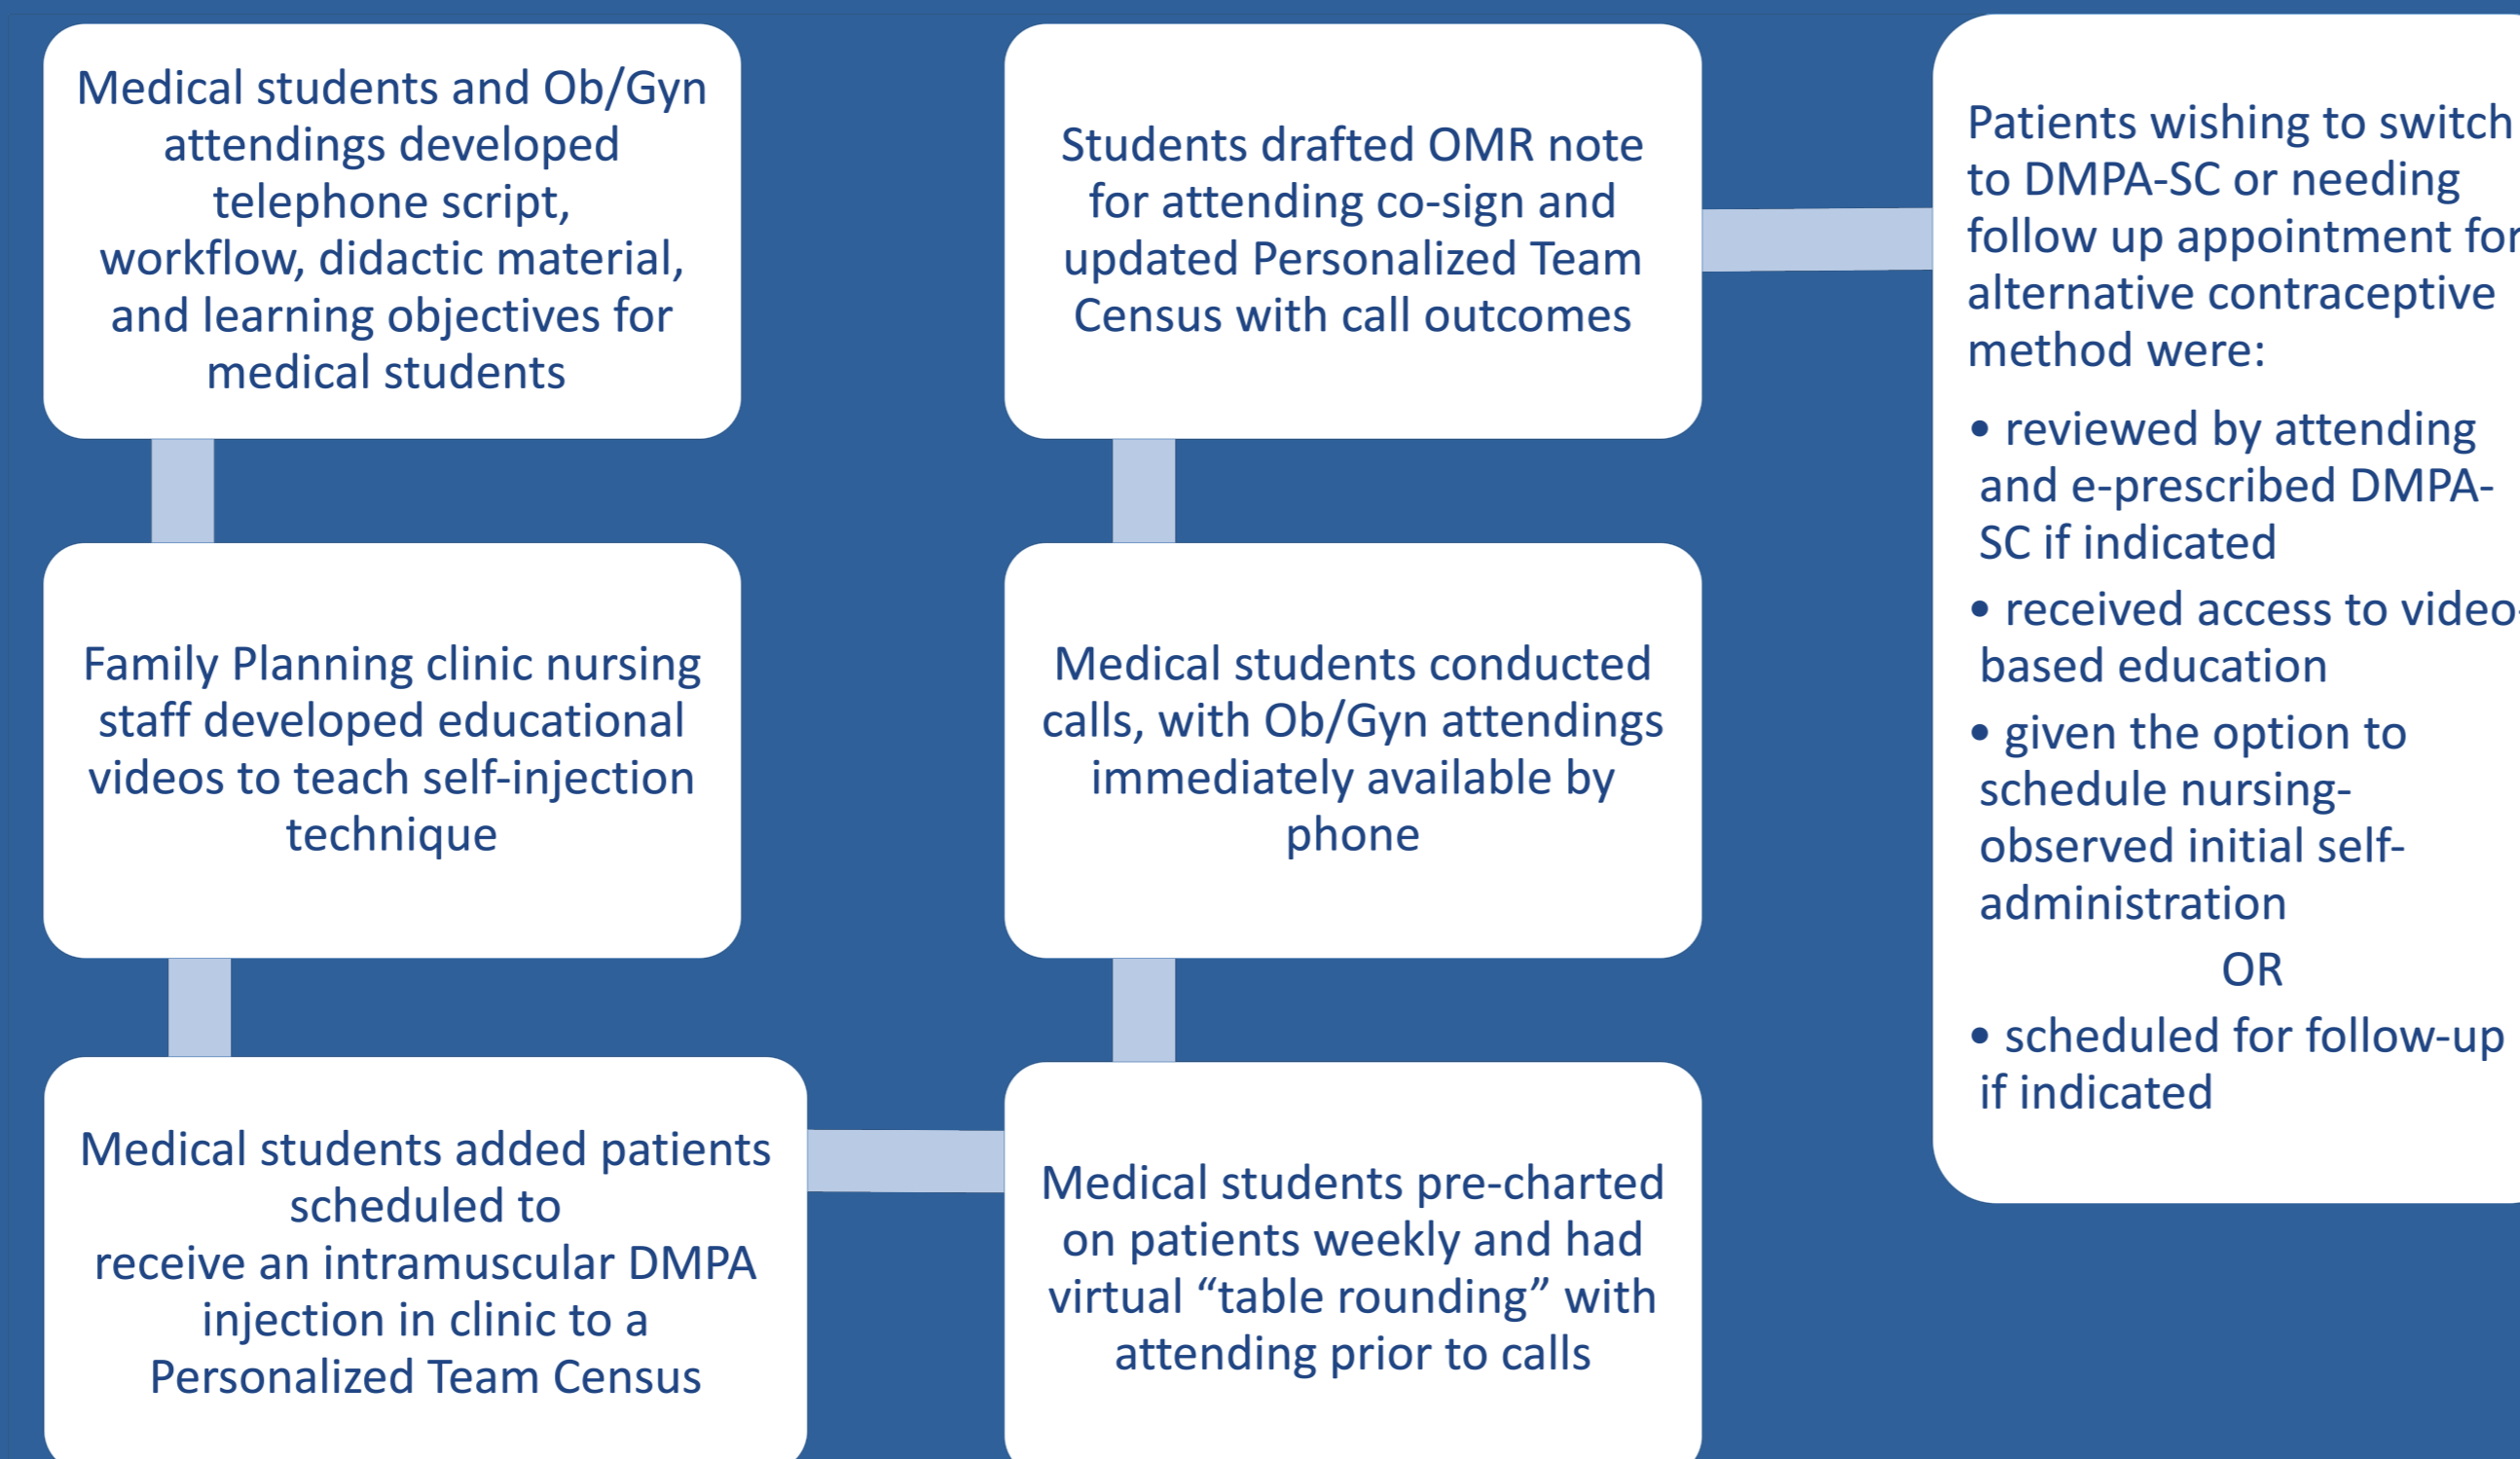 Medical students and Ob/Gyn
attendings developed
telephone script,
workflow, didactic material,
and learning objectives for
medical students
Family Planning clinic nursing
staff developed educational
videos to teach self-injection
technique
Medical students added patients
scheduled to
receive an intramuscular DMPA
injection in clinic to a
Personalized Team Census
Medical students pre-charted
on patients weekly and had
virtual “table rounding” with
attending prior to calls
Medical students conducted
calls, with Ob/Gyn attendings
immediately available by
phone
Students drafted OMR note
for attending co-sign and
updated Personalized Team
Census with call outcomes
Patients wishing to switch
to DMPA-SC or needing
follow up appointment for
alternative contraceptive
method were:
• reviewed by attending
and e-prescribed DMPA-
SC if indicated
• received access to video-
based education
• given the option to
schedule nursing-
observed initial self-
administration
OR
• scheduled for follow-up
if indicated